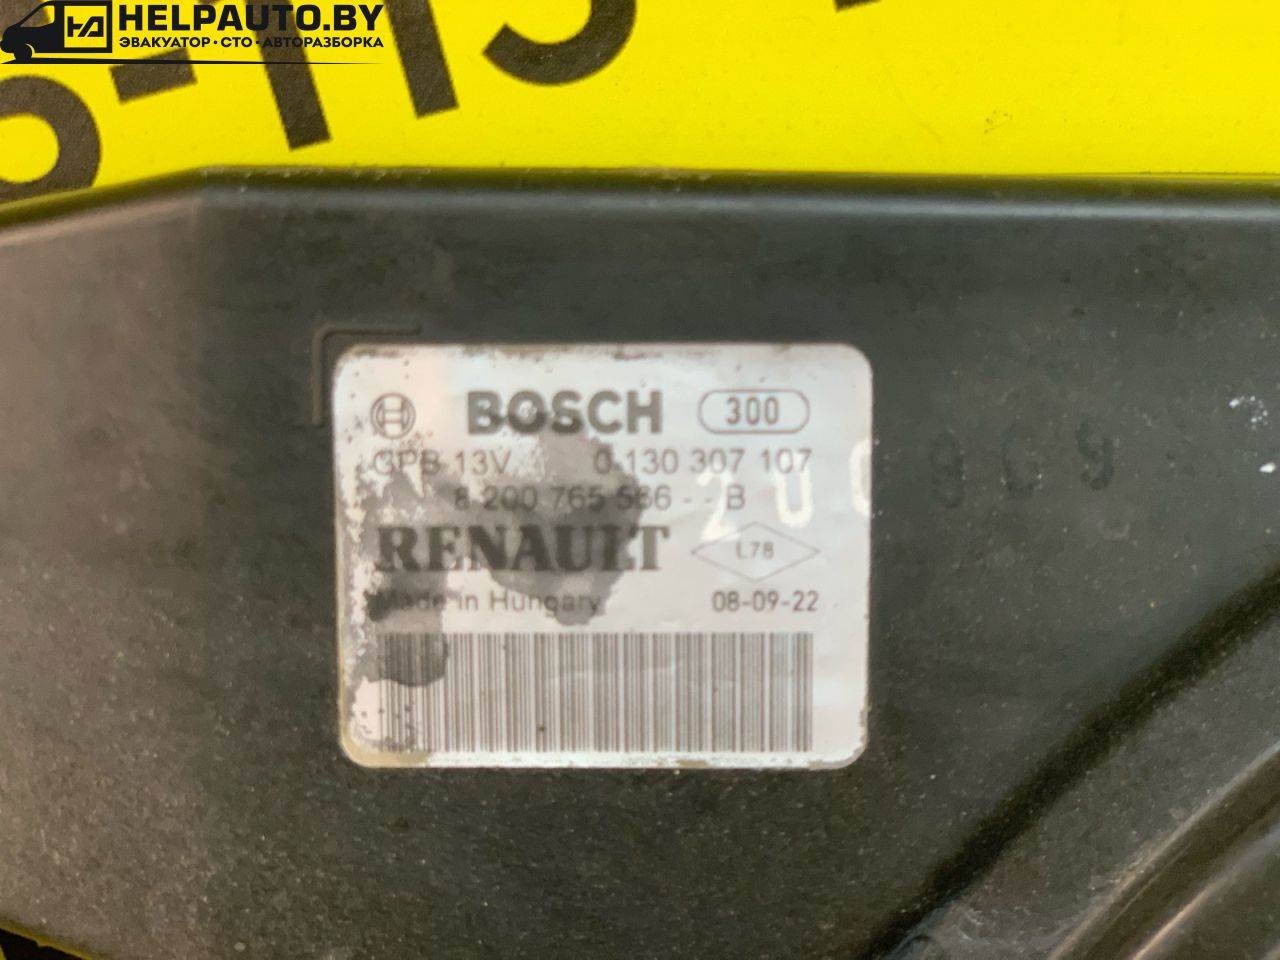 HELPAUTO.BY
ЭВАКУАТОР · СТО · АВТОРАЗБОРКА
BOSCH 300
GPB 13V 0 130 307 107
8 200 765 566 - - B
RENAULT L78
Made in Hungary 08-09-22